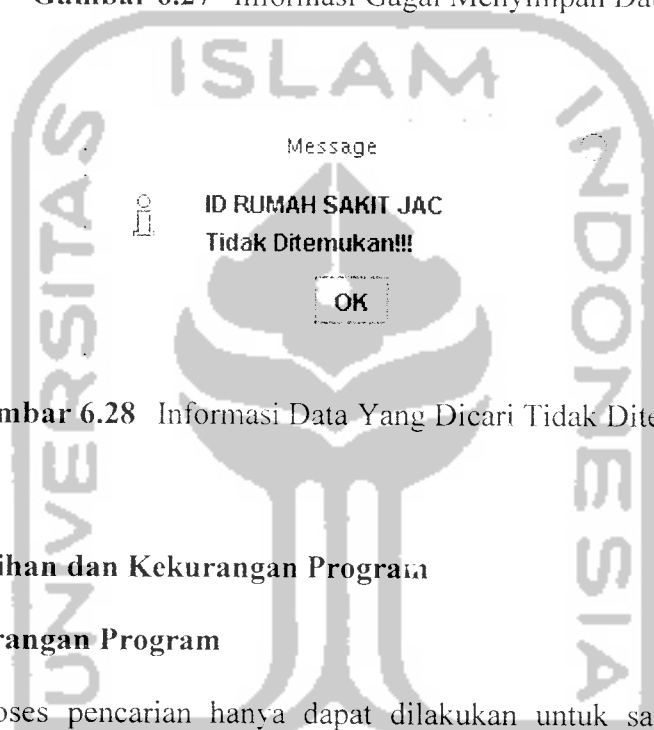 Gambar 6.27 Informasi Gagal Menyimpan Da
ISLAM
UNIVERSITAS
INDONESIA
Message
ID RUMAH SAKIT JAC
Tidak Ditemukan!!!
OK
mbar 6.28 Informasi Data Yang Dicari Tidak Dite
ihan dan Kekurangan Program
rangan Program
oses pencarian hanya dapat dilakukan untuk sa